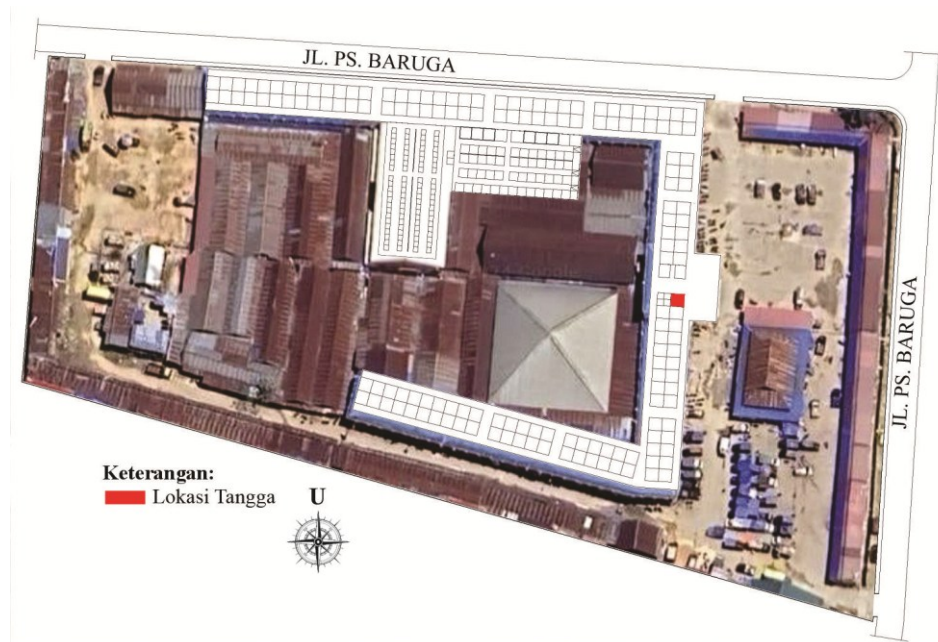 JL. PS. BARUGA
JL. PS. BARUGA
Keterangan:
Lokasi Tangga
U